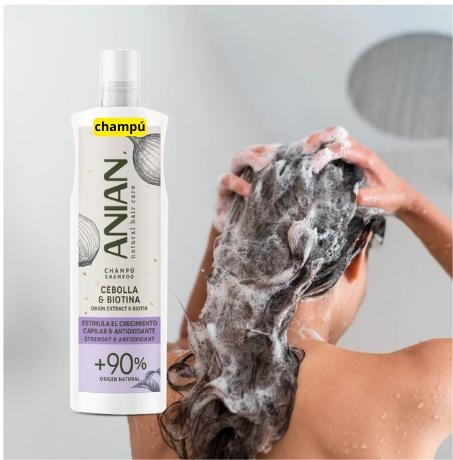 champú
ANIAN
natural hair care
CHAMPÚ
SHAMPOO
CEBOLLA
& BIOTINA
ONION EXTRACT & BIOTIN
ESTIMULA EL CRECIMIENTO
CAPILAR & ANTIOXIDANTE
STRENGHT & ANTIOXIDANT
+90%
ORIGEN NATURAL